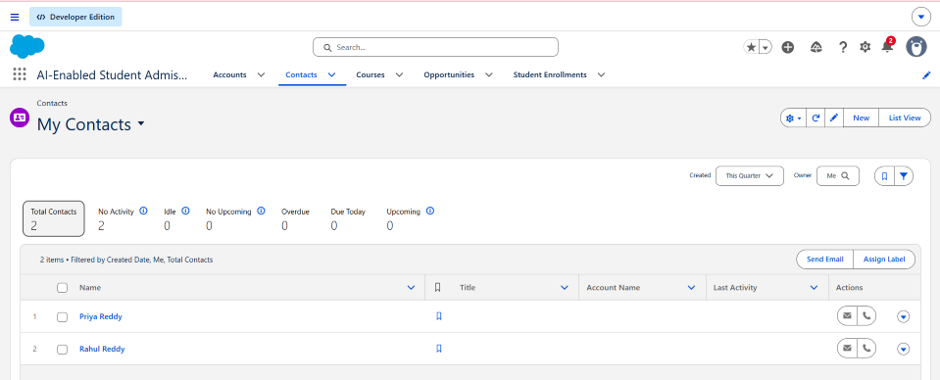 Developer Edition
Search...
2
AI-Enabled Student Admis... Accounts Contacts Courses Opportunities Student Enrollments
Contacts
My Contacts
New List View
Created This Quarter Owner Me
Total Contacts No Activity Idle No Upcoming Overdue Due Today Upcoming
2 2 0 0 0 0 0
2 items • Filtered by Created Date, Me, Total Contacts Send Email Assign Label
Name Title Account Name Last Activity Actions
1 Priya Reddy
2 Rahul Reddy